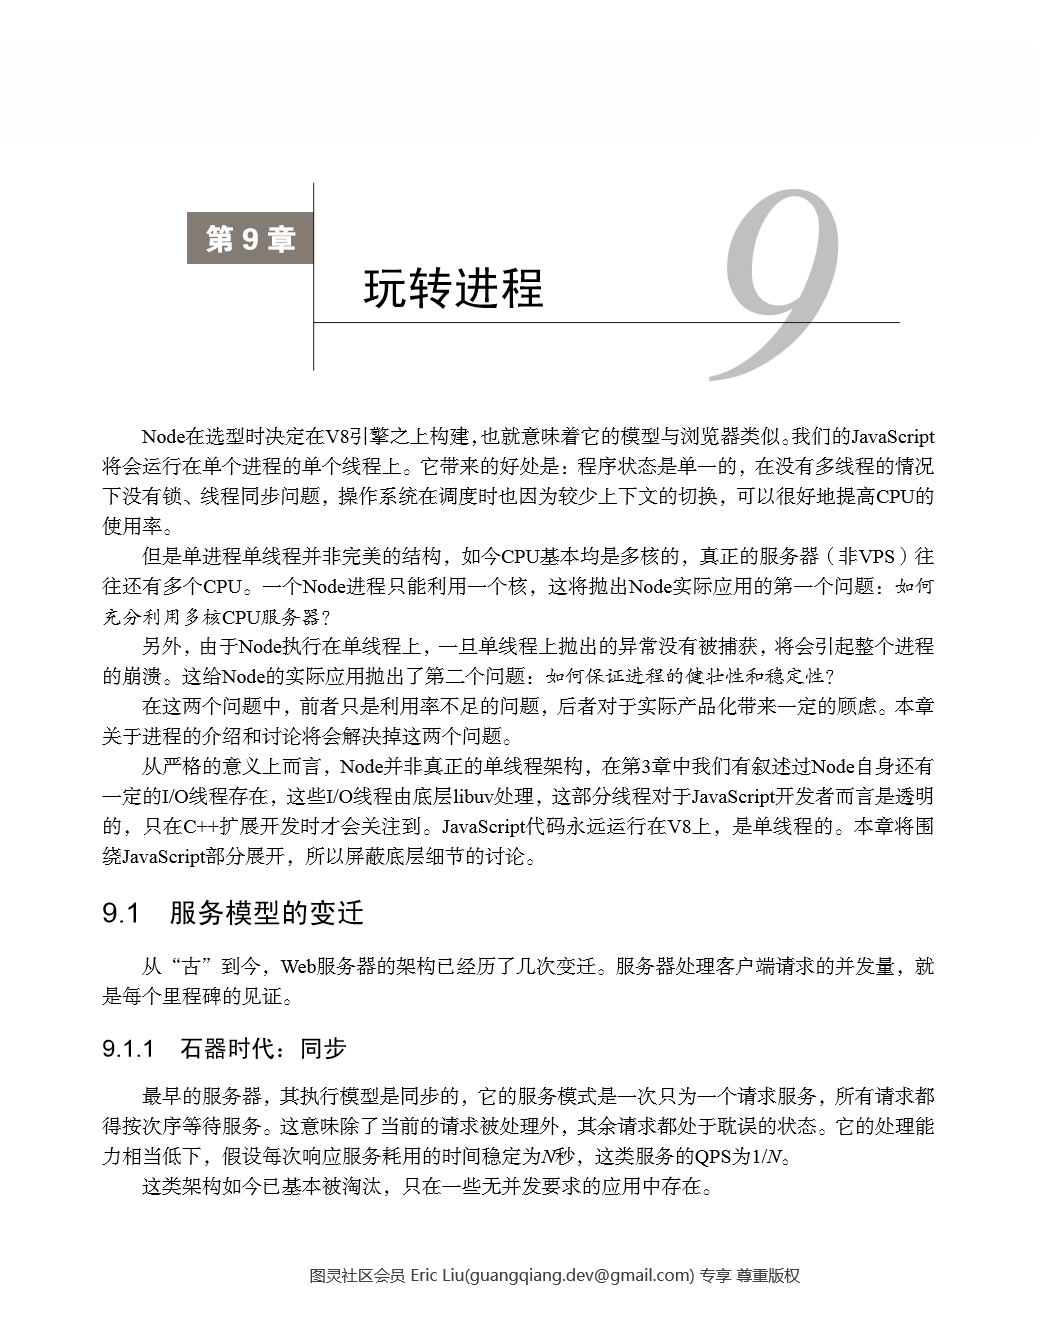 第 9 章
玩转进程
9
Node在选型时决定在V8引擎之上构建,也就意味着它的模型与浏览器类似。我们的JavaScript
将会运行在单个进程的单个线程上。它带来的好处是：程序状态是单一的，在没有多线程的情况
下没有锁、线程同步问题，操作系统在调度时也因为较少上下文的切换，可以很好地提高CPU的
使用率。
但是单进程单线程并非完美的结构，如今CPU基本均是多核的，真正的服务器（非VPS）往
往还有多个CPU。一个Node进程只能利用一个核，这将抛出Node实际应用的第一个问题：如何
充分利用多核CPU服务器？
另外，由于Node执行在单线程上，一旦单线程上抛出的异常没有被捕获，将会引起整个进程
的崩溃。这给Node的实际应用抛出了第二个问题：如何保证进程的健壮性和稳定性？
在这两个问题中，前者只是利用率不足的问题，后者对于实际产品化带来一定的顾虑。本章
关于进程的介绍和讨论将会解决掉这两个问题。
从严格的意义上而言，Node并非真正的单线程架构，在第3章中我们有叙述过Node自身还有
一定的I/O线程存在，这些I/O线程由底层libuv处理，这部分线程对于JavaScript开发者而言是透明
的，只在C++扩展开发时才会关注到。JavaScript代码永远运行在V8上，是单线程的。本章将围
绕JavaScript部分展开，所以屏蔽底层细节的讨论。
9.1 服务模型的变迁
从“古”到今，Web服务器的架构已经历了几次变迁。服务器处理客户端请求的并发量，就
是每个里程碑的见证。
9.1.1 石器时代：同步
最早的服务器，其执行模型是同步的，它的服务模式是一次只为一个请求服务，所有请求都
得按次序等待服务。这意味除了当前的请求被处理外，其余请求都处于耽误的状态。它的处理能
力相当低下，假设每次响应服务耗用的时间稳定为N秒，这类服务的QPS为1/N。
这类架构如今已基本被淘汰，只在一些无并发要求的应用中存在。
图灵社区会员 Eric Liu(guangqiang.dev@gmail.com) 专享 尊重版权